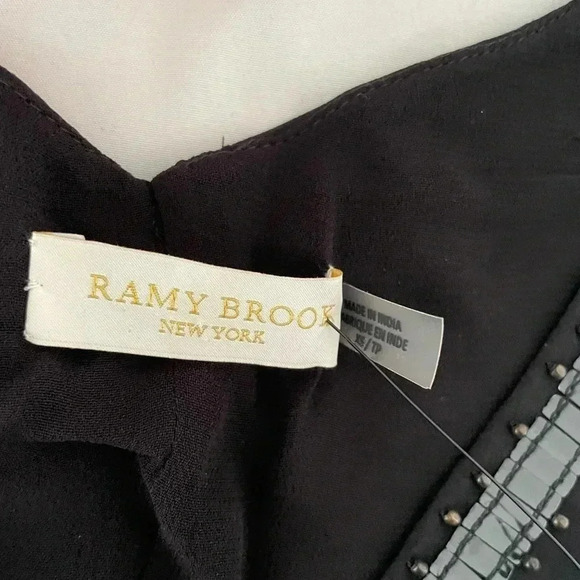 RAMY BROOK
NEW YORK
MADE IN INDIA
FABRIQUE EN INDE
XS / TP